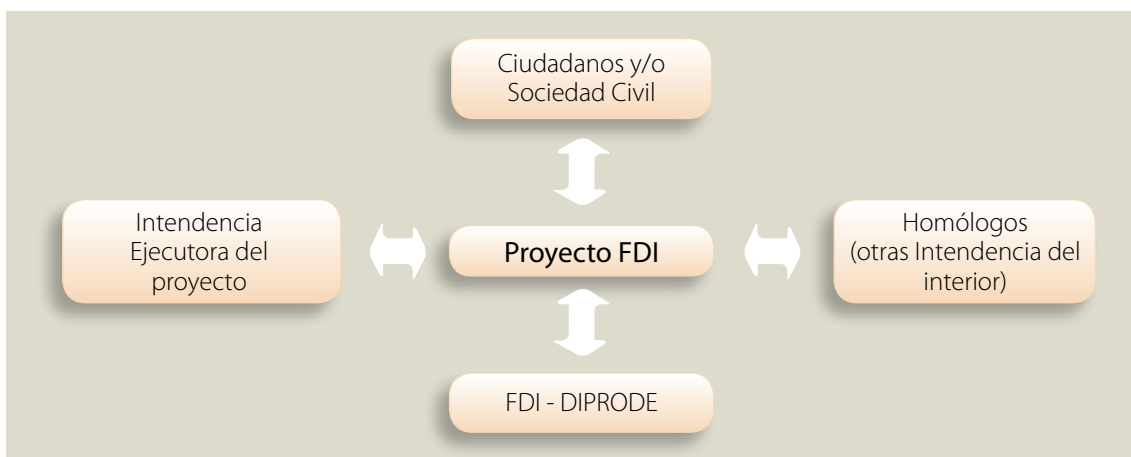 Ciudadanos y/o
Sociedad Civil
Intendencia
Ejecutora del
proyecto
Proyecto FDI
Homólogos
(otras Intendencia del
interior)
FDI - DIPRODE